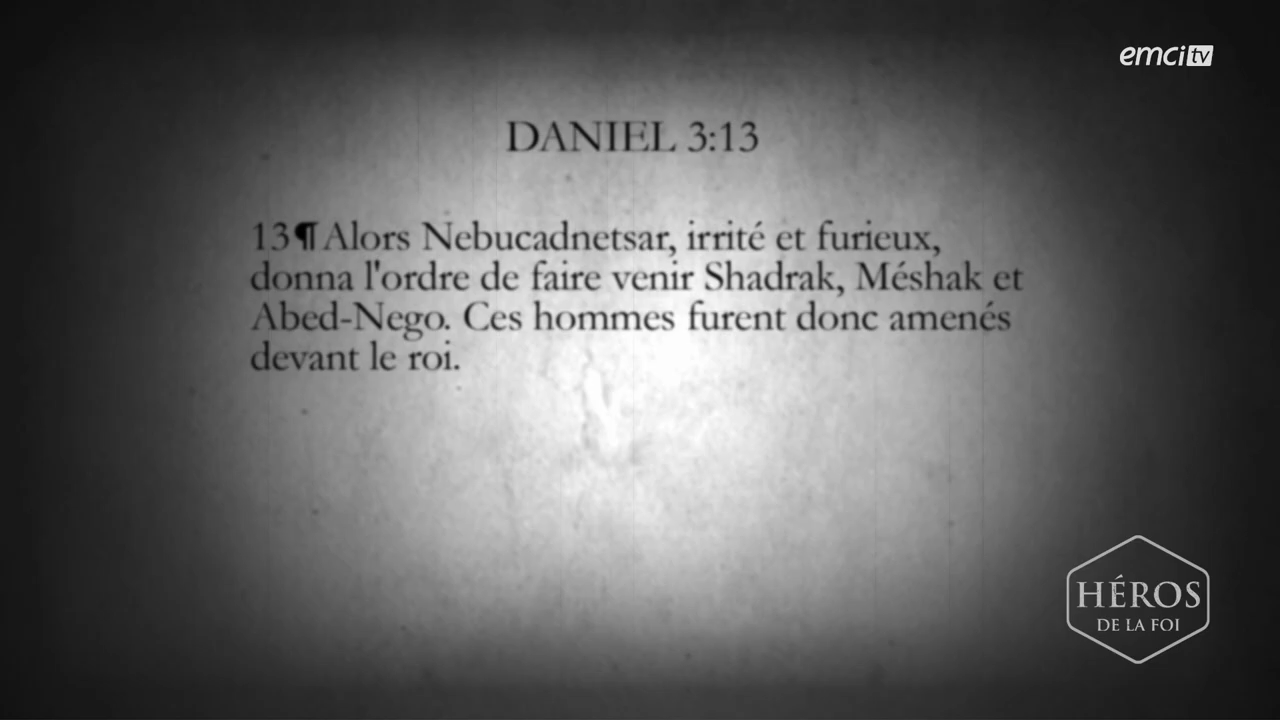 emci tv
DANIEL 3:13
13¶ Alors Nebucadnetsar, irrité et furieux,
donna l'ordre de faire venir Shadrak, Méshak et
Abed-Nego. Ces hommes furent donc amenés
devant le roi.
HÉROS
DE LA FOI